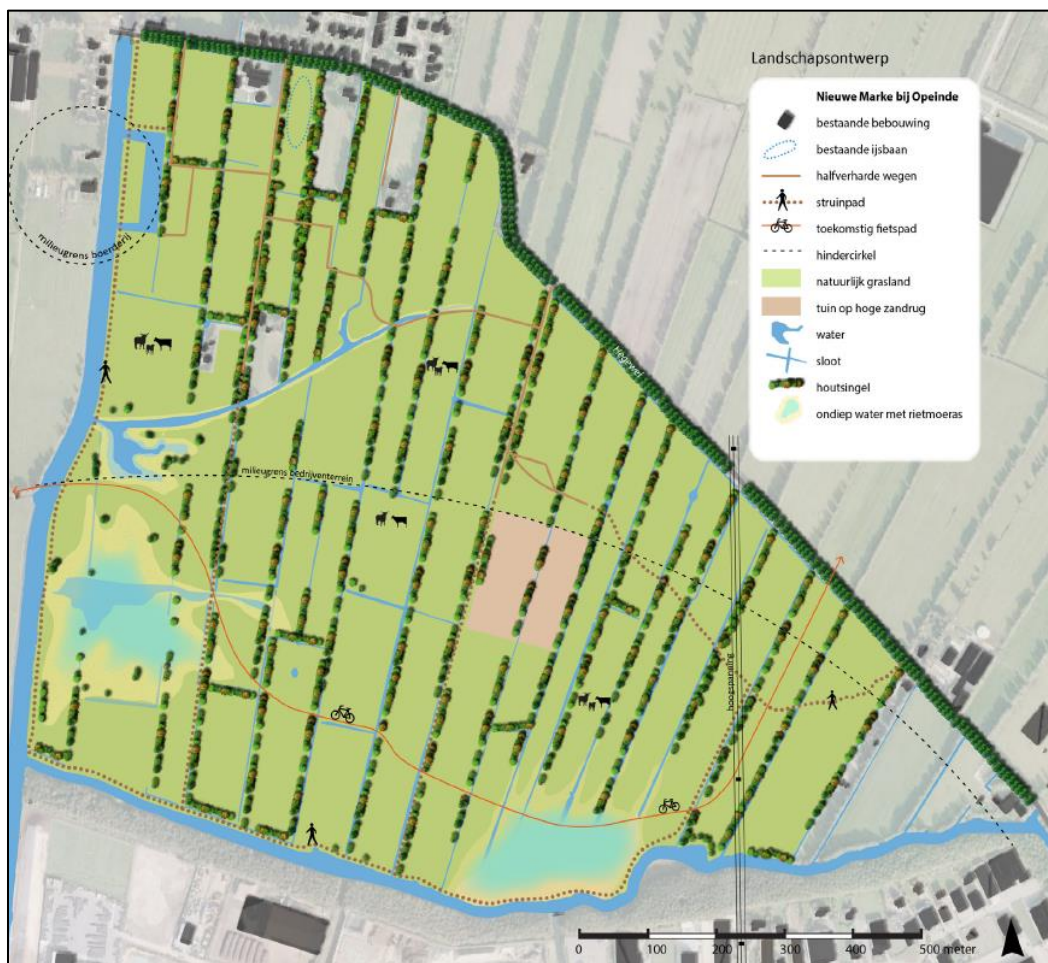 Landschapsontwerp
Nieuwe Marke bij Opeinde
bestaande bebouwing
bestaande ijsbaan
halfverharde wegen
struinpad
toekomstig fietspad
hindercirkel
natuurlijk grasland
tuin op hoge zandrug
water
sloot
houtsingel
ondiep water met rietmoeras
milieugrens boerderij
milieugrens bedrijventerrein
hoogspanning
0 100 200 300 400 500 meter